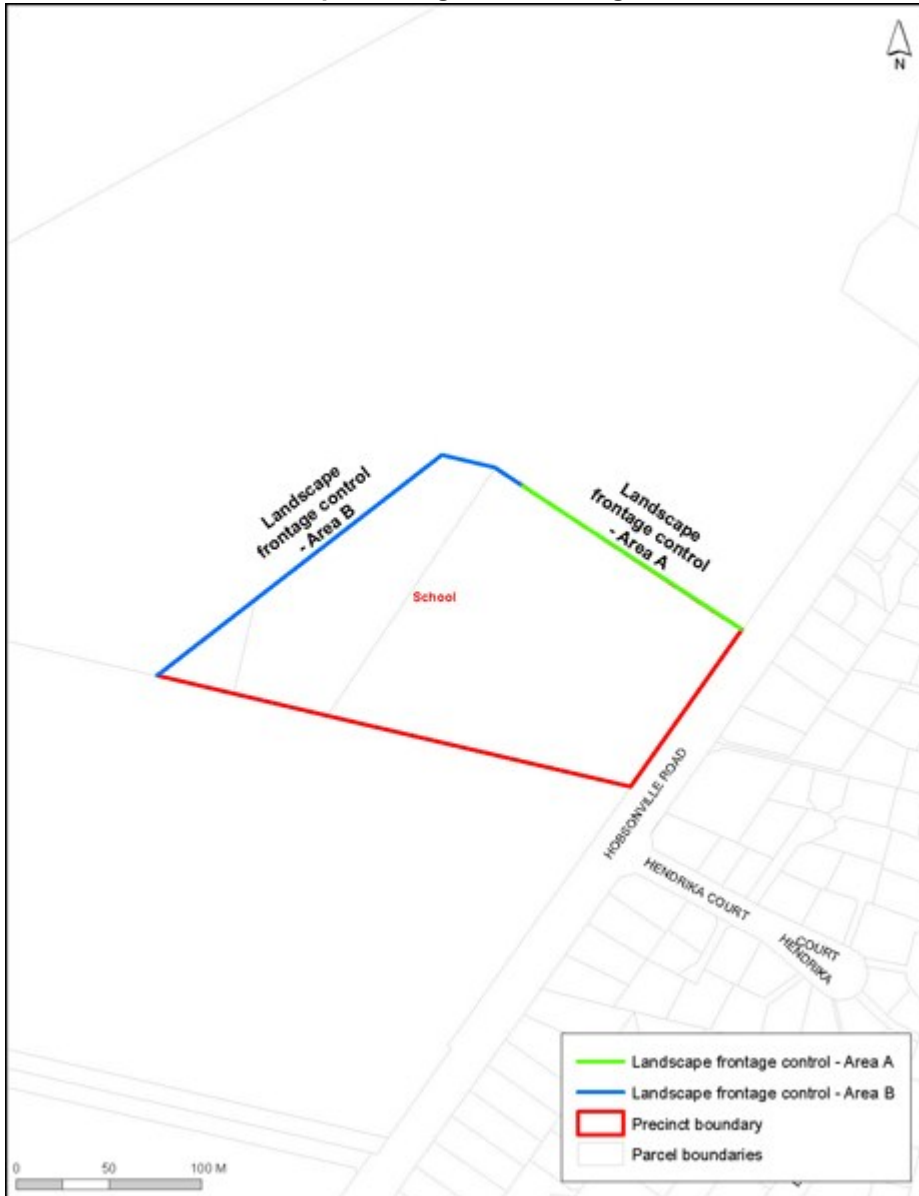 N
Landscape
frontage control
- Area B
Landscape
frontage control
- Area A
School
HOBSONVILLE ROAD
HENDRIKA COURT
COURT
HENDRIKA
Landscape frontage control - Area A
Landscape frontage control - Area B
Precinct boundary
Parcel boundaries
0 50 100 M